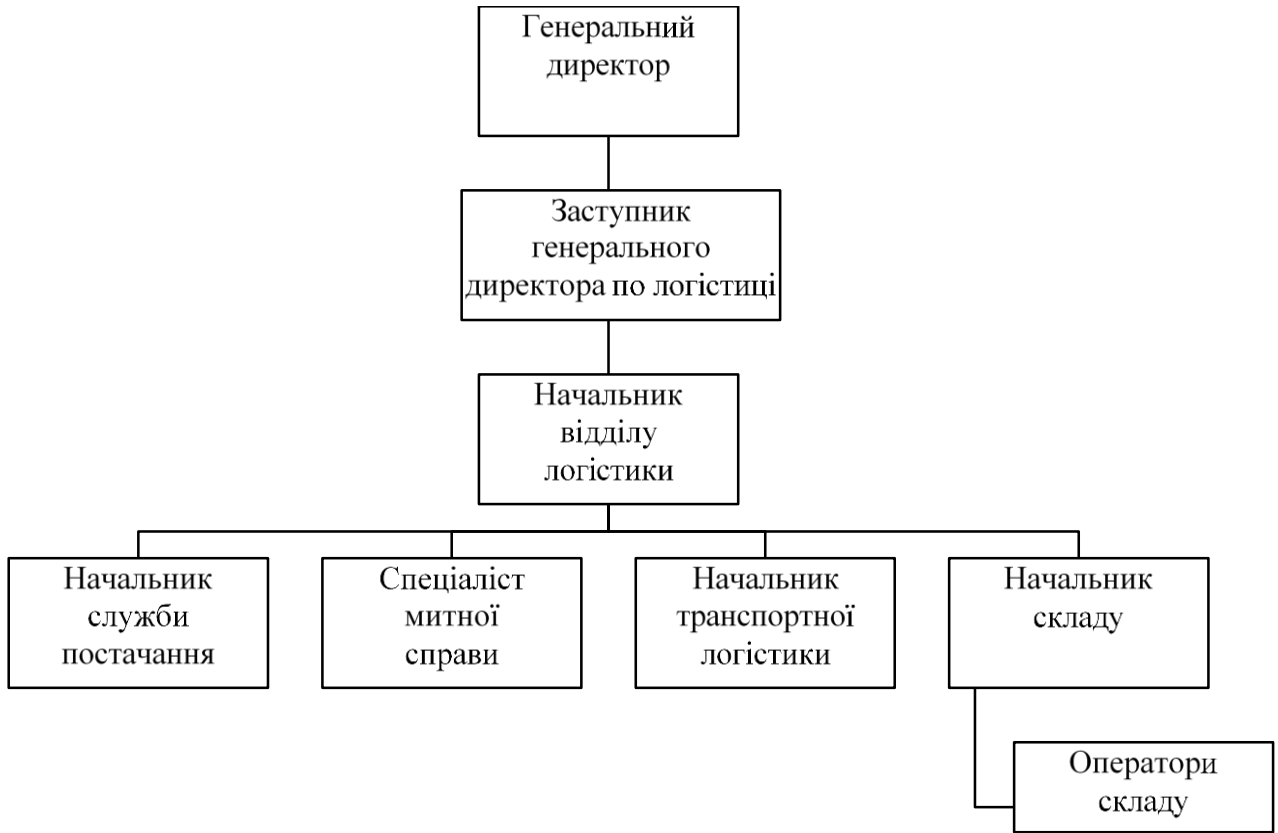 Генеральний
директор
Заступник
генерального
директора по логістиці
Начальник
відділу
логістики
Начальник
служби
постачання
Спеціаліст
митної
справи
Начальник
транспортної
логістики
Начальник
складу
Оператори
складу